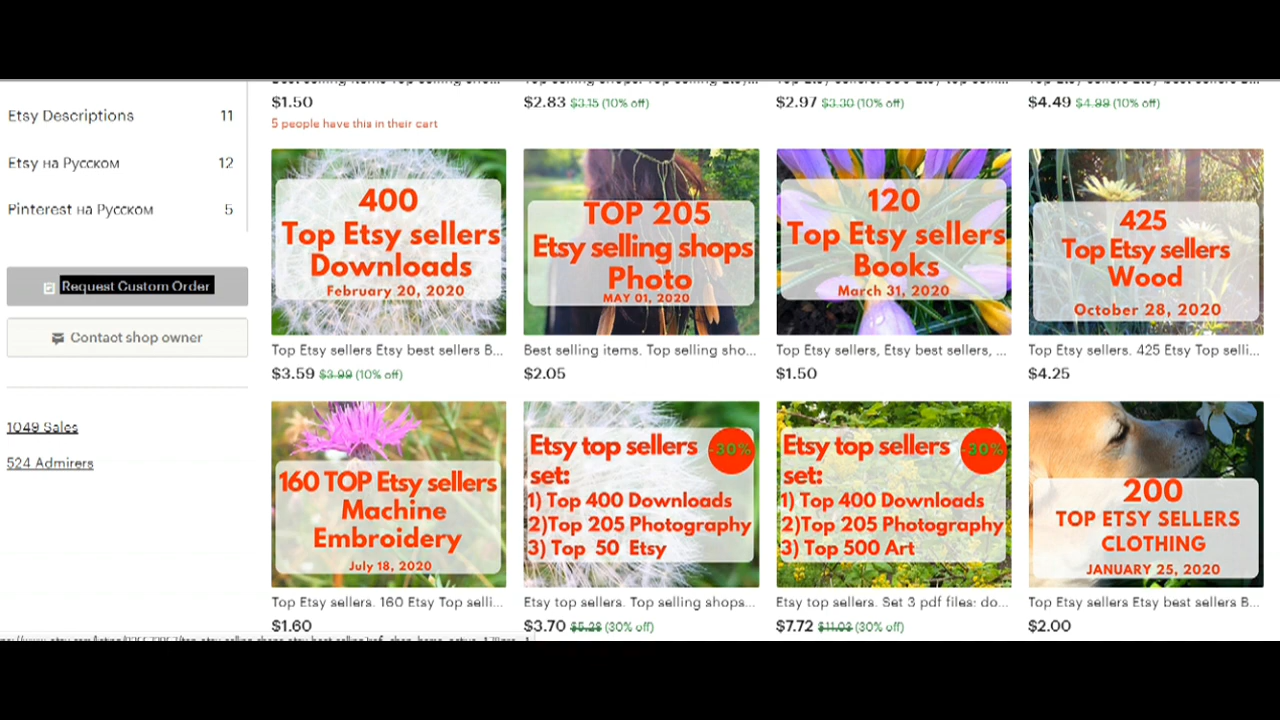 $1.50
$2.83 $3.15 (10% off)
$2.97 $3.30 (10% off)
$4.49 $4.99 (10% off)
5 people have this in their cart
Etsy Descriptions 11
Etsy на Русском 12
Pinterest на Русском 5
Request Custom Order
Contact shop owner
1049 Sales
524 Admirers
400
Top Etsy sellers
Downloads
February 20, 2020
Top Etsy sellers Etsy best sellers B...
$3.59 $3.99 (10% off)
TOP 205
Etsy selling shops
Photo
MAY 01, 2020
Best selling items. Top selling sho...
$2.05
120
Top Etsy sellers
Books
March 31, 2020
Top Etsy sellers, Etsy best sellers, ...
$1.50
425
Top Etsy sellers
Wood
October 28, 2020
Top Etsy sellers. 425 Etsy Top selli...
$4.25
160 TOP Etsy sellers
Machine
Embroidery
July 18, 2020
Top Etsy sellers. 160 Etsy Top selli...
$1.60
Etsy top sellers -30%
set:
1) Top 400 Downloads
2)Top 205 Photography
3) Top 50 Etsy
Etsy top sellers. Top selling shops...
$3.70 $5.28 (30% off)
Etsy top sellers -30%
set:
1) Top 400 Downloads
2)Top 205 Photography
3) Top 500 Art
Etsy top sellers. Set 3 pdf files: do...
$7.72 $11.03 (30% off)
200
TOP ETSY SELLERS
CLOTHING
JANUARY 25, 2020
Top Etsy sellers Etsy best sellers B...
$2.00